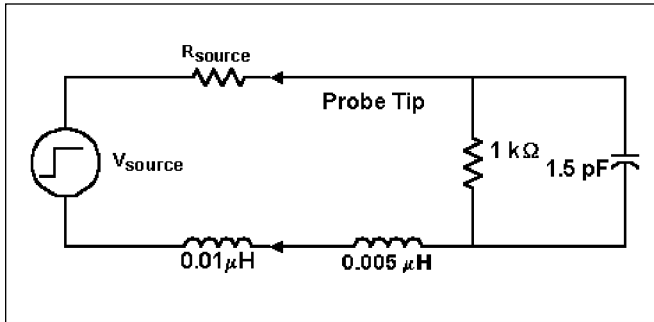 Rsource
Probe Tip
Vsource
1 kΩ
1.5 pF
0.01µH
0.005 µH